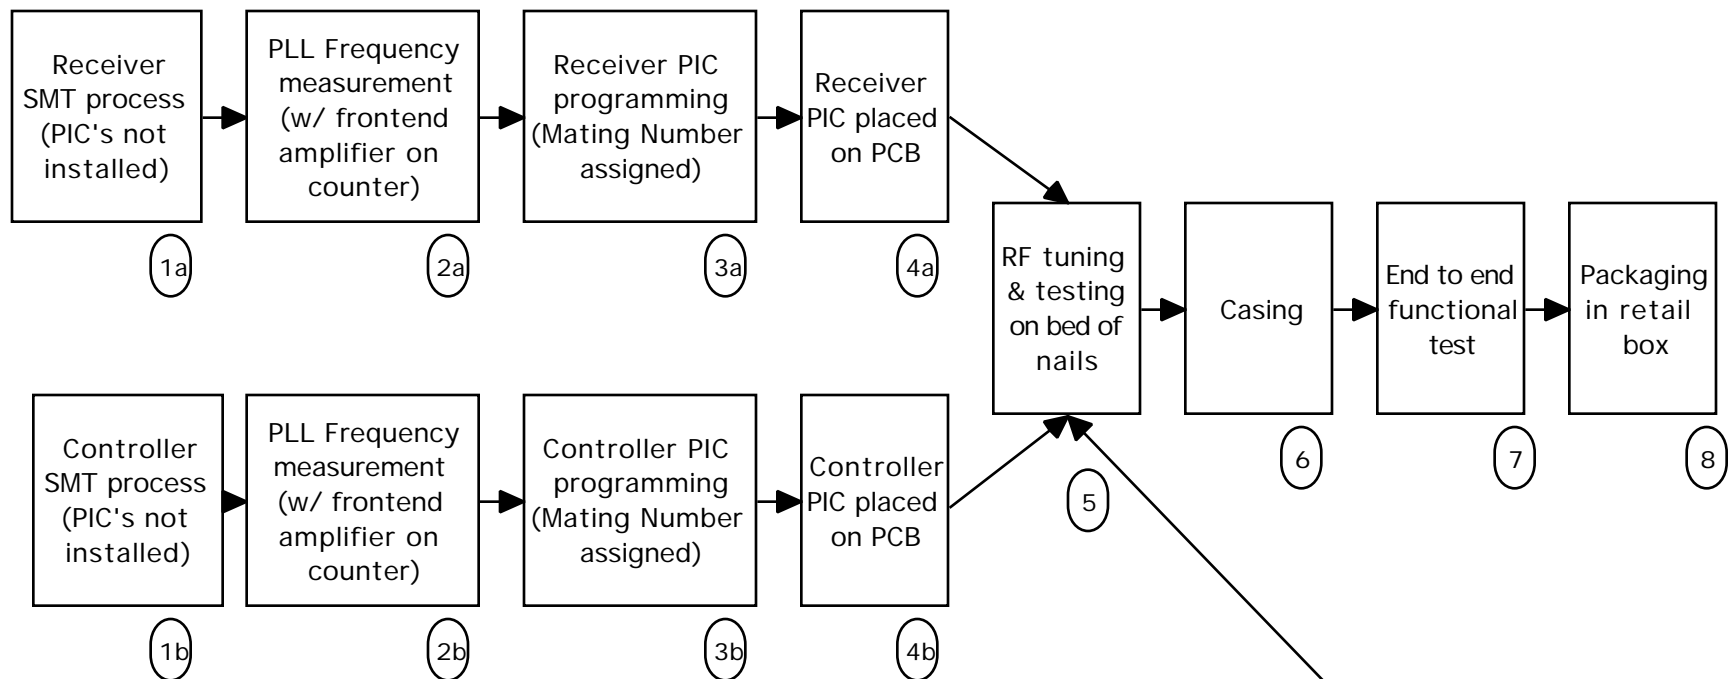 Receiver
SMT process
(PIC's not
installed)
1a
PLL Frequency
measurement
(w/ frontend
amplifier on
counter)
2a
Receiver PIC
programming
(Mating Number
assigned)
3a
Receiver
PIC placed
on PCB
4a
Controller
SMT process
(PIC's not
installed)
1b
PLL Frequency
measurement
(w/ frontend
amplifier on
counter)
2b
Controller PIC
programming
(Mating Number
assigned)
3b
Controller
PIC placed
on PCB
4b
RF tuning
& testing
on bed of
nails
5
Casing
6
End to end
functional
test
7
Packaging
in retail
box
8